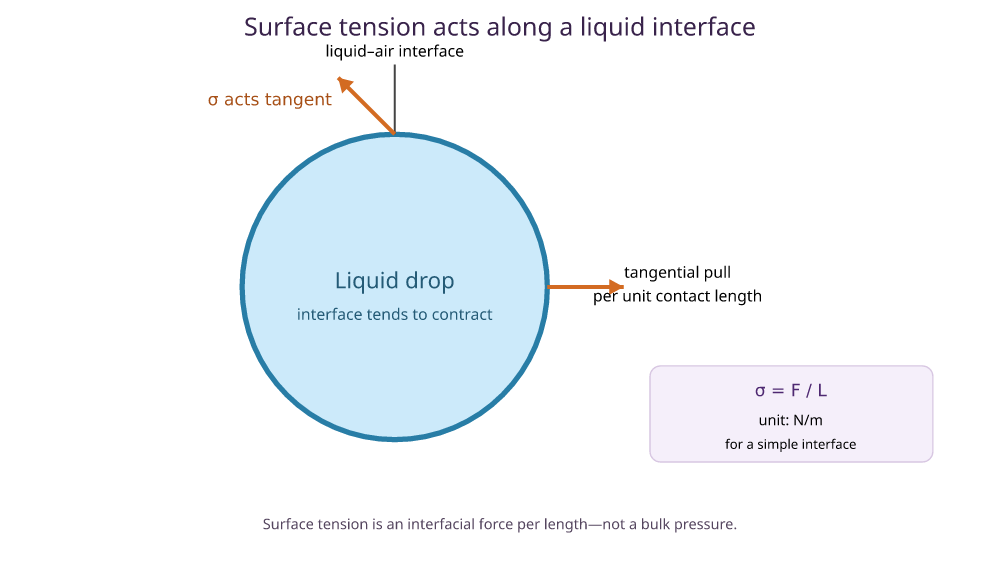 Surface tension acts along a liquid interface
liquid–air interface
σ acts tangent
tangential pull
per unit contact length
Liquid drop
interface tends to contract
σ = F / L
unit: N/m
for a simple interface
Surface tension is an interfacial force per length—not a bulk pressure.